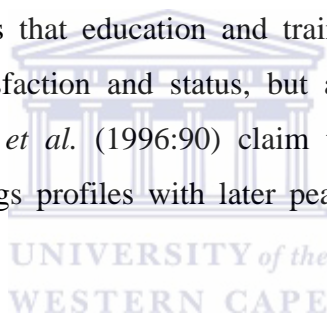 s that education and train
sfaction and status, but a
et al. (1996:90) claim t
gs profiles with later pea
UNIVERSITY of the
WESTERN CAPE